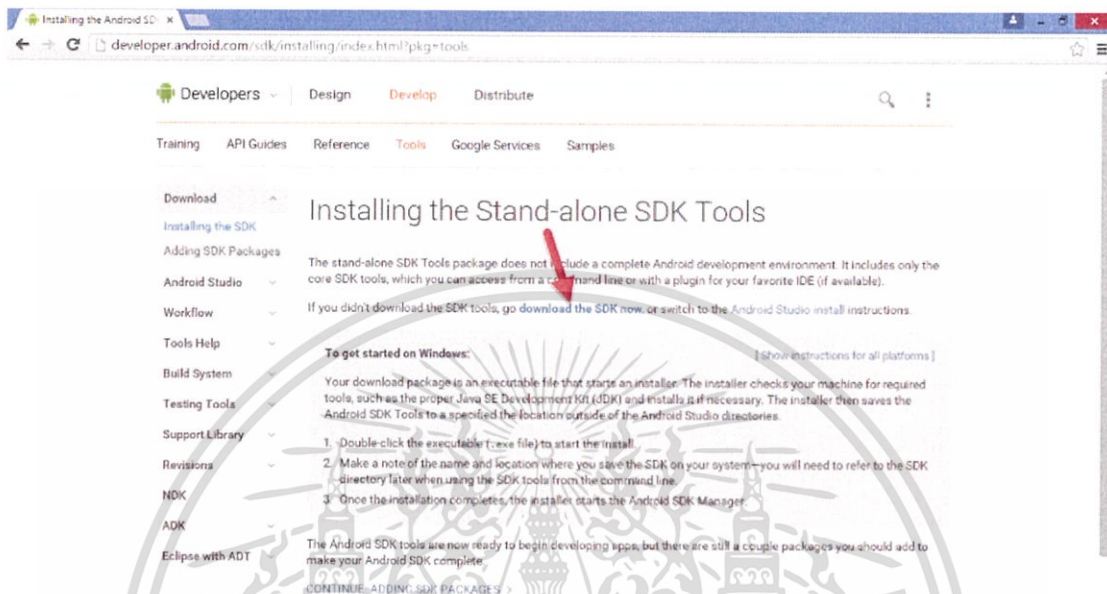 Installing the Android SD
developer.android.com/sdk/installing/index.html?pkg=tools
Developers
Design
Develop
Distribute
Training
API Guides
Reference
Tools
Google Services
Samples
Download
Installing the SDK
Adding SDK Packages
Android Studio
Workflow
Tools Help
Build System
Testing Tools
Support Library
Revisions
NDK
ADK
Eclipse with ADT
Installing the Stand-alone SDK Tools
The stand-alone SDK Tools package does not include a complete Android development environment. It includes only the
core SDK tools, which you can access from a command line or with a plugin for your favorite IDE (if available).
If you didn't download the SDK tools, go download the SDK now, or switch to the Android Studio install instructions.
To get started on Windows:
[ Show instructions for all platforms ]
Your download package is an executable file that starts an installer. The installer checks your machine for required
tools, such as the proper Java SE Development Kit (JDK) and installs it if necessary. The installer then saves the
Android SDK Tools to a specified the location outside of the Android Studio directories.
1. Double-click the executable (.exe file) to start the install.
2. Make a note of the name and location where you save the SDK on your system—you will need to refer to the SDK
directory later when using the SDK tools from the command line.
3. Once the installation completes, the installer starts the Android SDK Manager.
The Android SDK tools are now ready to begin developing apps, but there are still a couple packages you should add to
make your Android SDK complete.
CONTINUE: ADDING SDK PACKAGES >